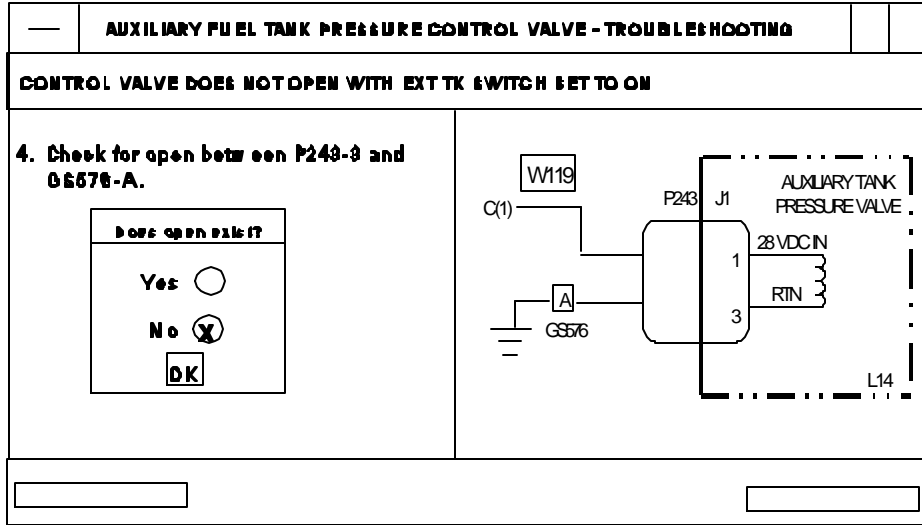 AUXILIARY FUEL TANK PRESSURE CONTROL VALVE - TROUBLESHOOTING
CONTROL VALVE DOES NOT OPEN WITH EXT TK SWITCH SET TO ON
4. Check for open between P243-3 and
GS576-A.
Does open exist?
Yes
No X
OK
W119
C(1)
P243
J1
AUXILIARY TANK
PRESSURE VALVE
28 VDC IN
1
A
RTN
GS576
3
L14